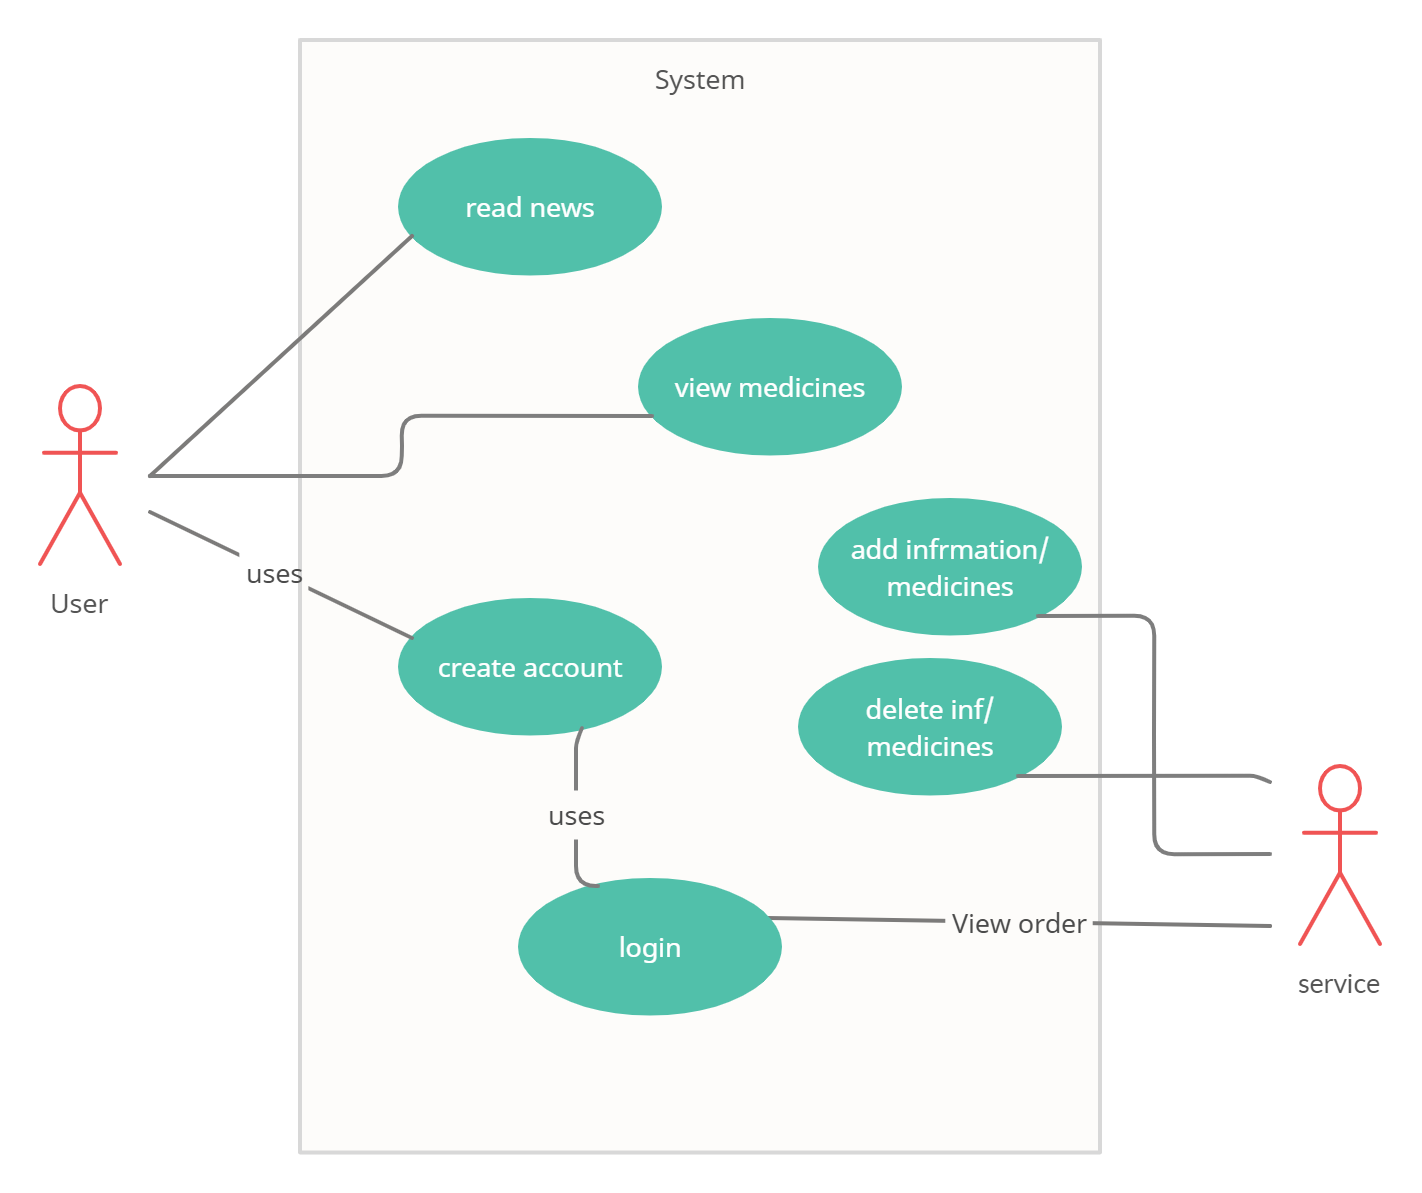 System
read news
view medicines
add infrmation/
medicines
uses
User
create account
delete inf/
medicines
uses
View order
login
service